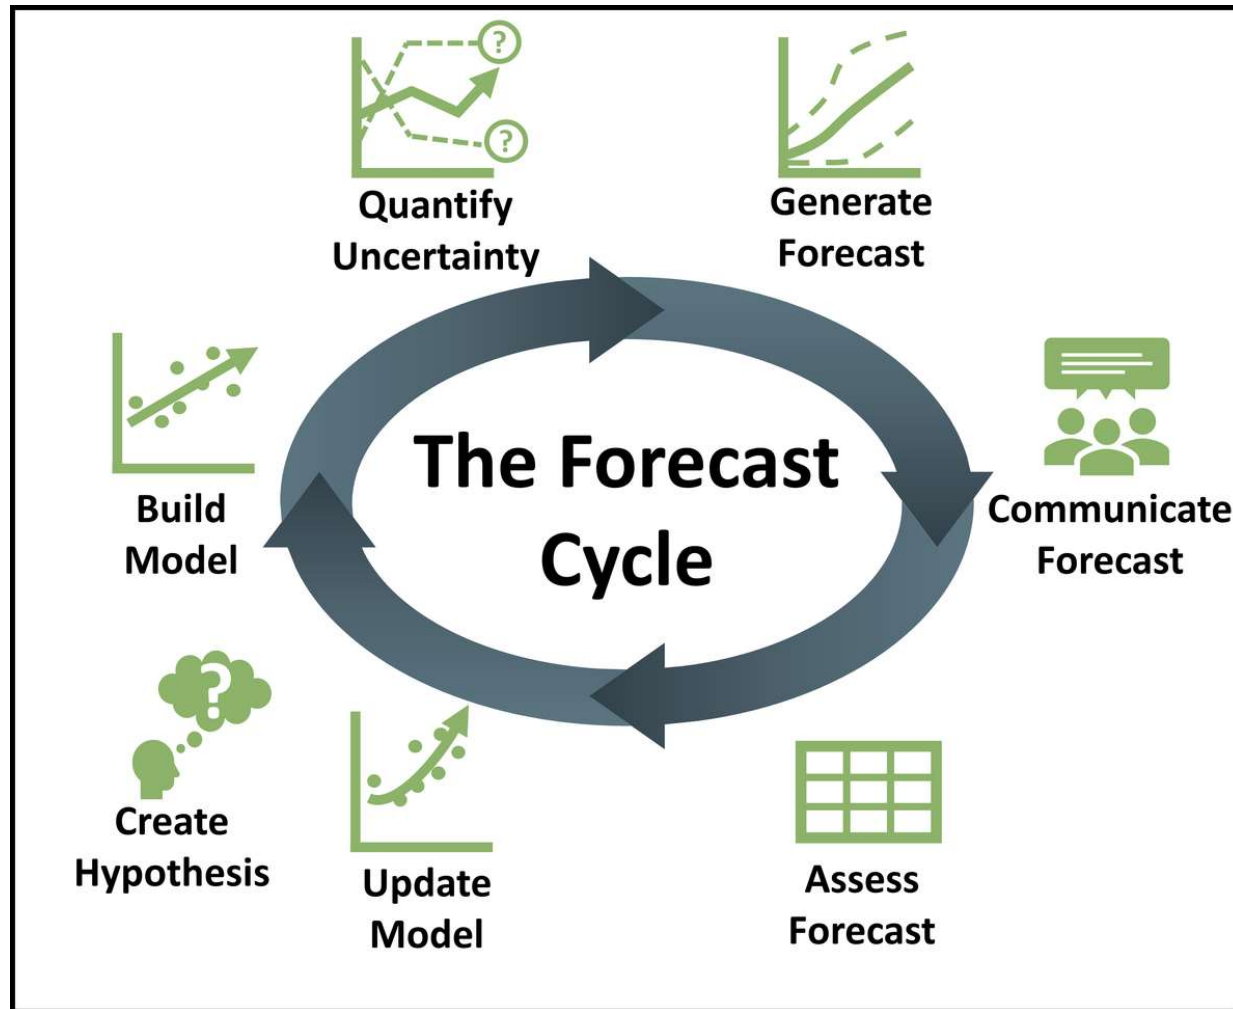 ?
?
Quantify
Uncertainty
Generate
Forecast
Build
Model
The Forecast
Cycle
Communicate
Forecast
?
Create
Hypothesis
Update
Model
Assess
Forecast